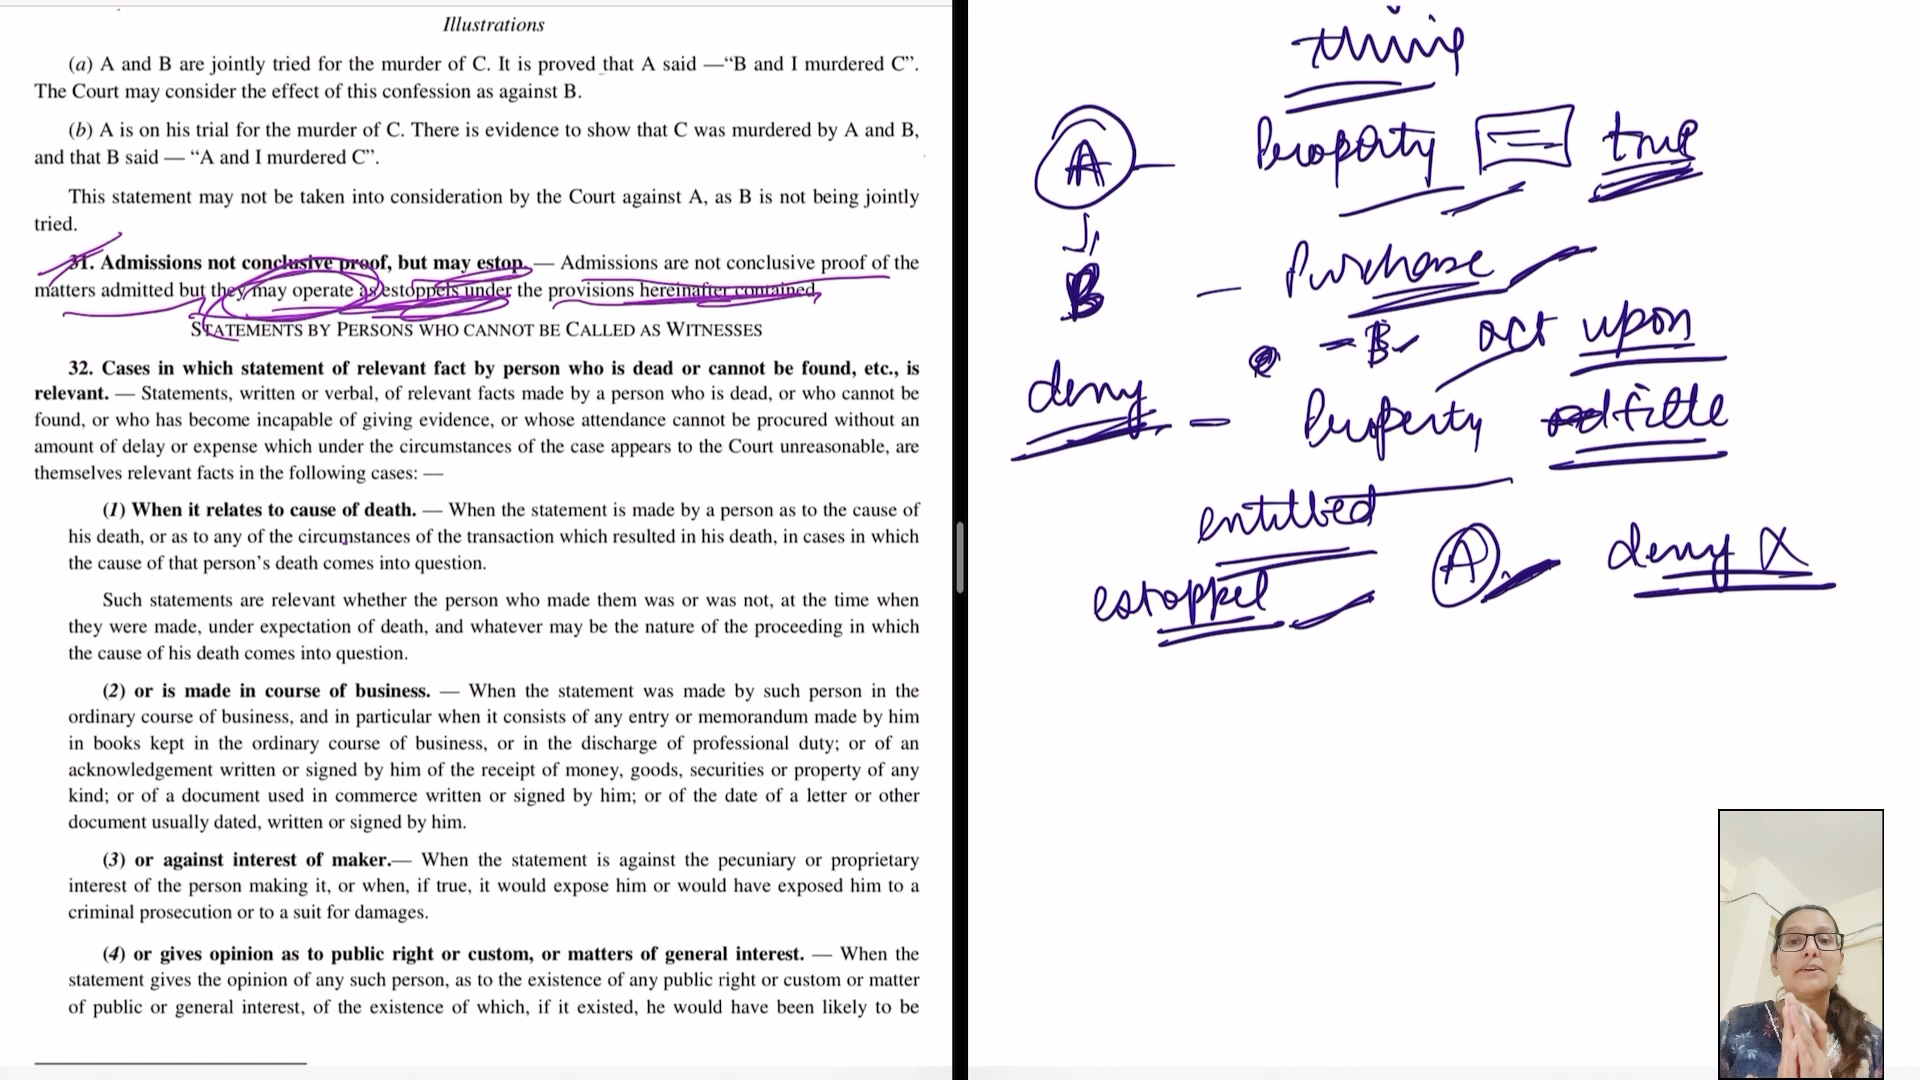 Illustrations
(a) A and B are jointly tried for the murder of C. It is proved that A said —“B and I murdered C”.
The Court may consider the effect of this confession as against B.
(b) A is on his trial for the murder of C. There is evidence to show that C was murdered by A and B,
and that B said — “A and I murdered C”.
This statement may not be taken into consideration by the Court against A, as B is not being jointly
tried.
31. Admissions not conclusive proof, but may estop. — Admissions are not conclusive proof of the
matters admitted but they may operate as estoppels under the provisions hereinafter contained.
STATEMENTS BY PERSONS WHO CANNOT BE CALLED AS WITNESSES
32. Cases in which statement of relevant fact by person who is dead or cannot be found, etc., is
relevant. — Statements, written or verbal, of relevant facts made by a person who is dead, or who cannot be
found, or who has become incapable of giving evidence, or whose attendance cannot be procured without an
amount of delay or expense which under the circumstances of the case appears to the Court unreasonable, are
themselves relevant facts in the following cases: —
(1) When it relates to cause of death. — When the statement is made by a person as to the cause of
his death, or as to any of the circumstances of the transaction which resulted in his death, in cases in which
the cause of that person’s death comes into question.
Such statements are relevant whether the person who made them was or was not, at the time when
they were made, under expectation of death, and whatever may be the nature of the proceeding in which
the cause of his death comes into question.
(2) or is made in course of business. — When the statement was made by such person in the
ordinary course of business, and in particular when it consists of any entry or memorandum made by him
in books kept in the ordinary course of business, or in the discharge of professional duty; or of an
acknowledgement written or signed by him of the receipt of money, goods, securities or property of any
kind; or of a document used in commerce written or signed by him; or of the date of a letter or other
document usually dated, written or signed by him.
(3) or against interest of maker.— When the statement is against the pecuniary or proprietary
interest of the person making it, or when, if true, it would expose him or would have exposed him to a
criminal prosecution or to a suit for damages.
(4) or gives opinion as to public right or custom, or matters of general interest. — When the
statement gives the opinion of any such person, as to the existence of any public right or custom or matter
of public or general interest, of the existence of which, if it existed, he would have been likely to be
thing
A Property true
B - Purchase
- B act upon
deny - Property title
entitled
estoppel A deny X